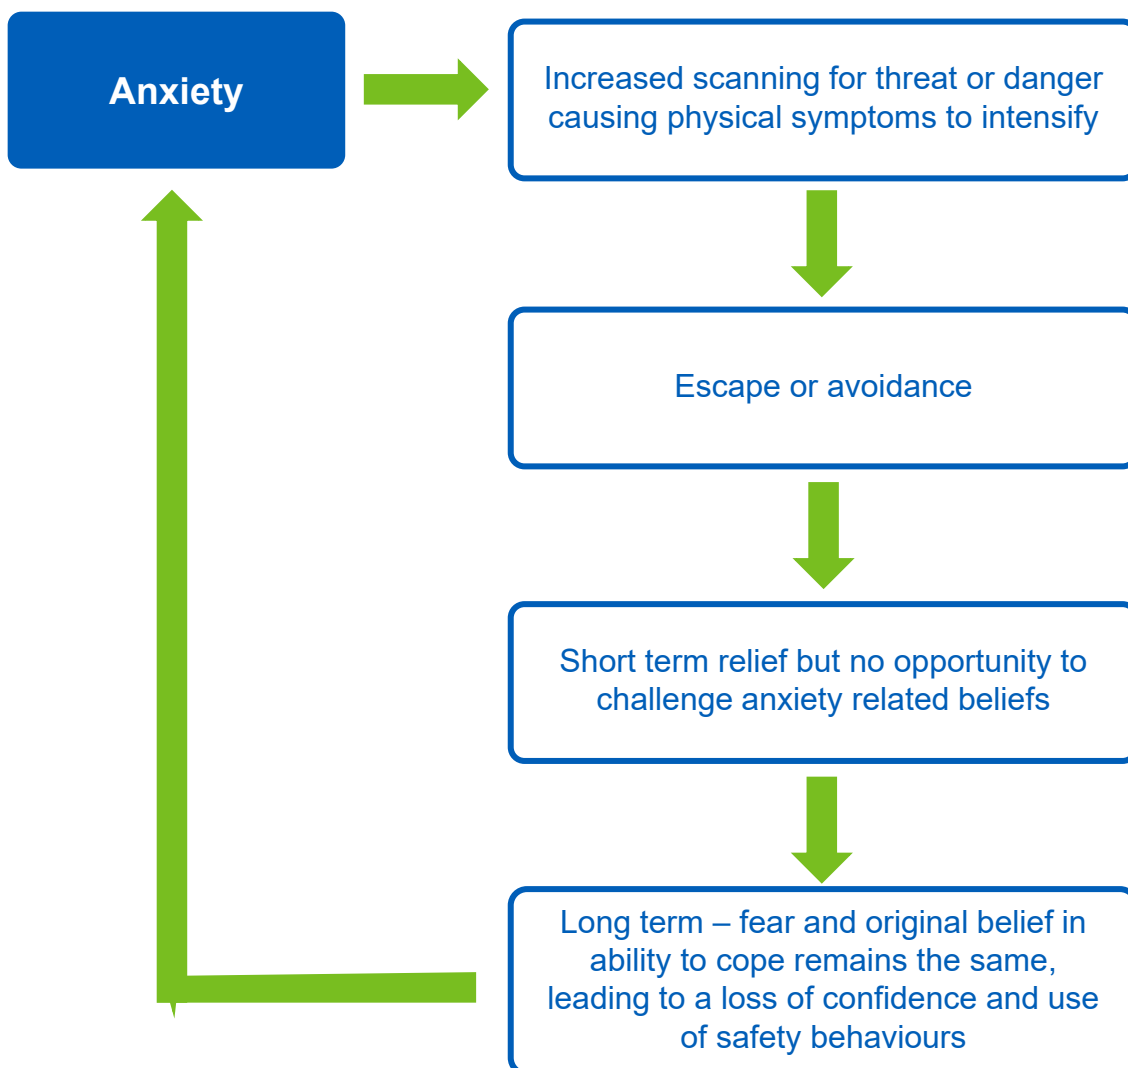 Anxiety
Increased scanning for threat or danger
causing physical symptoms to intensify
Escape or avoidance
Short term relief but no opportunity to
challenge anxiety related beliefs
Long term – fear and original belief in
ability to cope remains the same,
leading to a loss of confidence and use
of safety behaviours